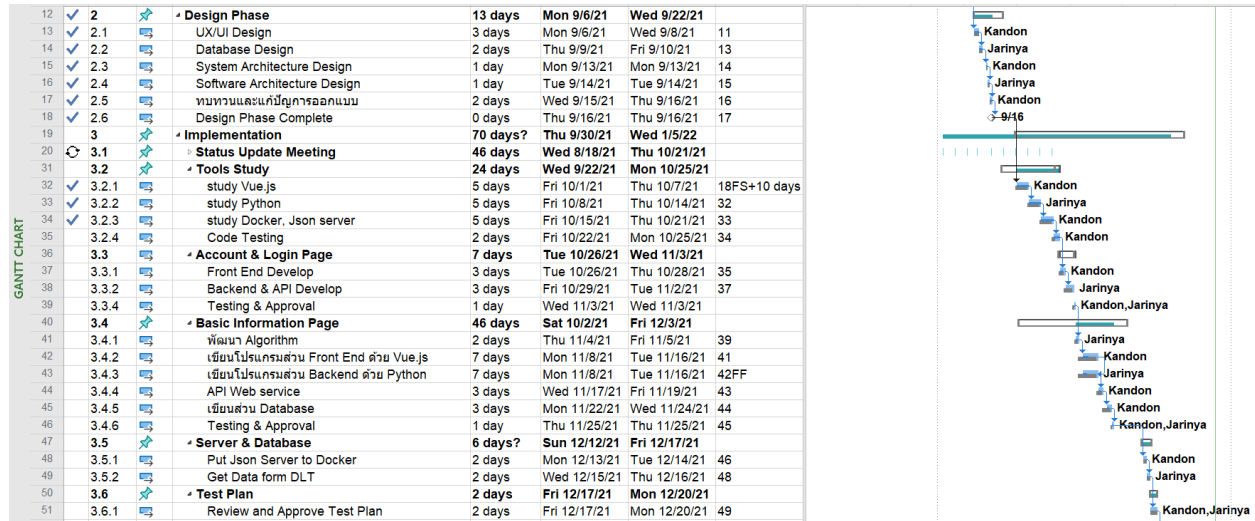 GANTT CHART
12 2 Design Phase 13 days Mon 9/6/21 Wed 9/22/21
13 2.1 UX/UI Design 3 days Mon 9/6/21 Wed 9/8/21 11 Kandon
14 2.2 Database Design 2 days Thu 9/9/21 Fri 9/10/21 13 Jarinya
15 2.3 System Architecture Design 1 day Mon 9/13/21 Mon 9/13/21 14 Kandon
16 2.4 Software Architecture Design 1 day Tue 9/14/21 Tue 9/14/21 15 Jarinya
17 2.5 ทบทวนและแก้ปัญการออกแบบ 2 days Wed 9/15/21 Thu 9/16/21 16 Kandon
18 2.6 Design Phase Complete 0 days Thu 9/16/21 Thu 9/16/21 17 9/16
19 3 Implementation 70 days? Thu 9/30/21 Wed 1/5/22
20 3.1 Status Update Meeting 46 days Wed 8/18/21 Thu 10/21/21
31 3.2 Tools Study 24 days Wed 9/22/21 Mon 10/25/21
32 3.2.1 study Vue.js 5 days Fri 10/1/21 Thu 10/7/21 18FS+10 days Kandon
33 3.2.2 study Python 5 days Fri 10/8/21 Thu 10/14/21 32 Jarinya
34 3.2.3 study Docker, Json server 5 days Fri 10/15/21 Thu 10/21/21 33 Kandon
35 3.2.4 Code Testing 2 days Fri 10/22/21 Mon 10/25/21 34 Kandon
36 3.3 Account & Login Page 7 days Tue 10/26/21 Wed 11/3/21
37 3.3.1 Front End Develop 3 days Tue 10/26/21 Thu 10/28/21 35 Kandon
38 3.3.2 Backend & API Develop 3 days Fri 10/29/21 Tue 11/2/21 37 Jarinya
39 3.3.4 Testing & Approval 1 day Wed 11/3/21 Wed 11/3/21 Kandon,Jarinya
40 3.4 Basic Information Page 46 days Sat 10/2/21 Fri 12/3/21
41 3.4.1 พัฒนา Algorithm 2 days Thu 11/4/21 Fri 11/5/21 39 Jarinya
42 3.4.2 เขียนโปรแกรมส่วน Front End ด้วย Vue.js 7 days Mon 11/8/21 Tue 11/16/21 41 Kandon
43 3.4.3 เขียนโปรแกรมส่วน Backend ด้วย Python 7 days Mon 11/8/21 Tue 11/16/21 42FF Jarinya
44 3.4.4 API Web service 3 days Wed 11/17/21 Fri 11/19/21 43 Kandon
45 3.4.5 เขียนส่วน Database 3 days Mon 11/22/21 Wed 11/24/21 44 Kandon
46 3.4.6 Testing & Approval 1 day Thu 11/25/21 Thu 11/25/21 45 Kandon,Jarinya
47 3.5 Server & Database 6 days? Sun 12/12/21 Fri 12/17/21
48 3.5.1 Put Json Server to Docker 2 days Mon 12/13/21 Tue 12/14/21 46 Kandon
49 3.5.2 Get Data form DLT 2 days Wed 12/15/21 Thu 12/16/21 48 Jarinya
50 3.6 Test Plan 2 days Fri 12/17/21 Mon 12/20/21
51 3.6.1 Review and Approve Test Plan 2 days Fri 12/17/21 Mon 12/20/21 49 Kandon,Jarinya